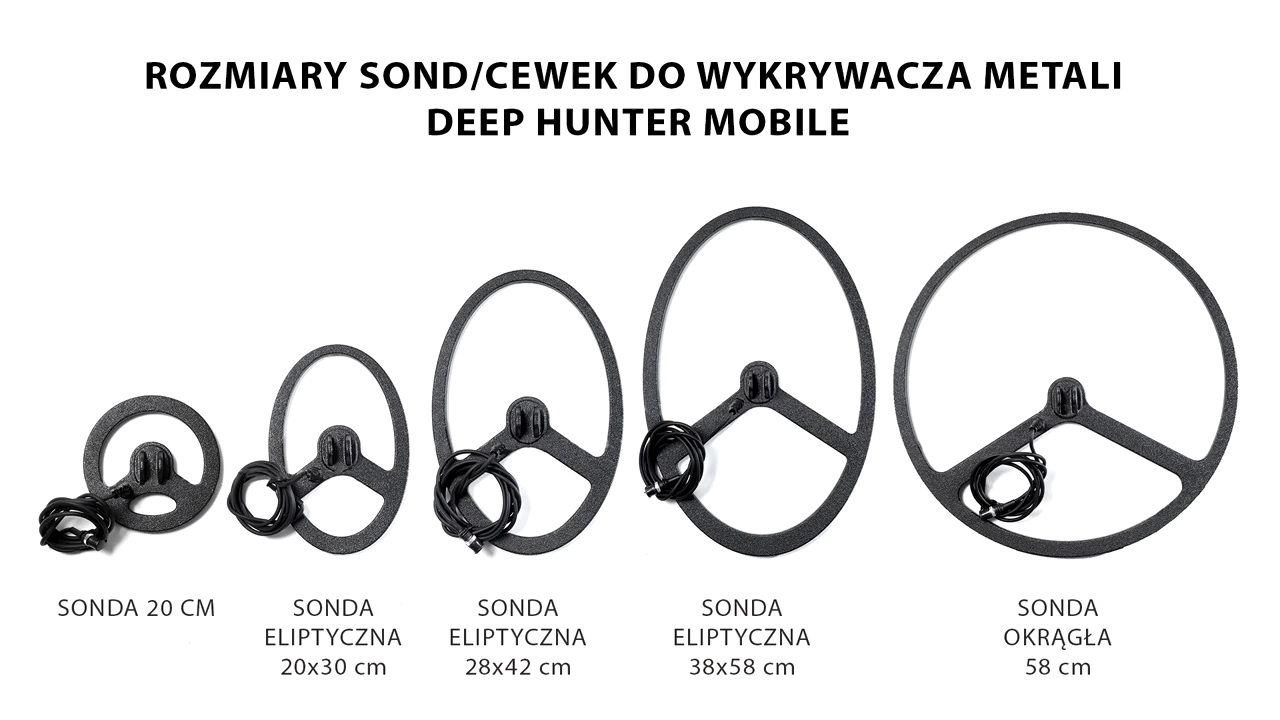 ROZMIARY SOND/CEWEK DO WYKRYWACZA METALI
DEEP HUNTER MOBILE
SONDA 20 CM
SONDA
ELIPTYCZNA
20x30 cm
SONDA
ELIPTYCZNA
28x42 cm
SONDA
ELIPTYCZNA
38x58 cm
SONDA
OKRĄGŁA
58 cm